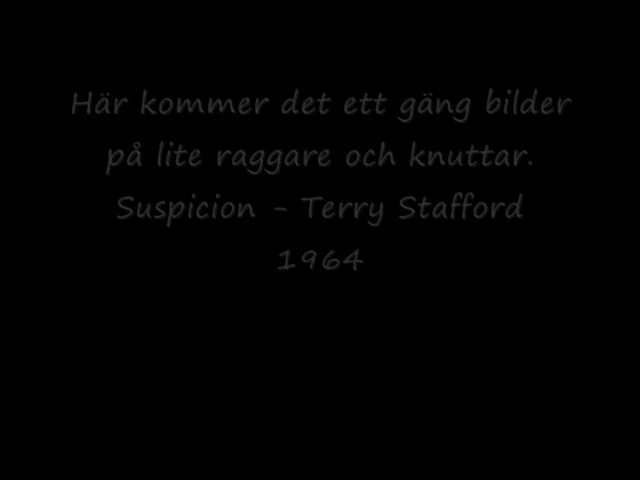 Här kommer det ett gäng bilder
på lite raggare och knuttar.
Suspicion - Terry Stafford
1964